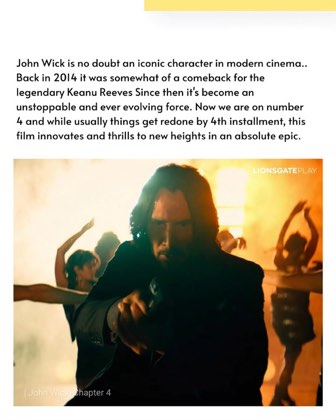 John Wick is no doubt an iconic character in modern cinema..
Back in 2014 it was somewhat of a comeback for the
legendary Keanu Reeves Since then it's become an
unstoppable and ever evolving force. Now we are on number
4 and while usually things get redone by 4th installment, this
film innovates and thrills to new heights in an absolute epic.
LIONSGATEPLAY
| John Wick: Chapter 4